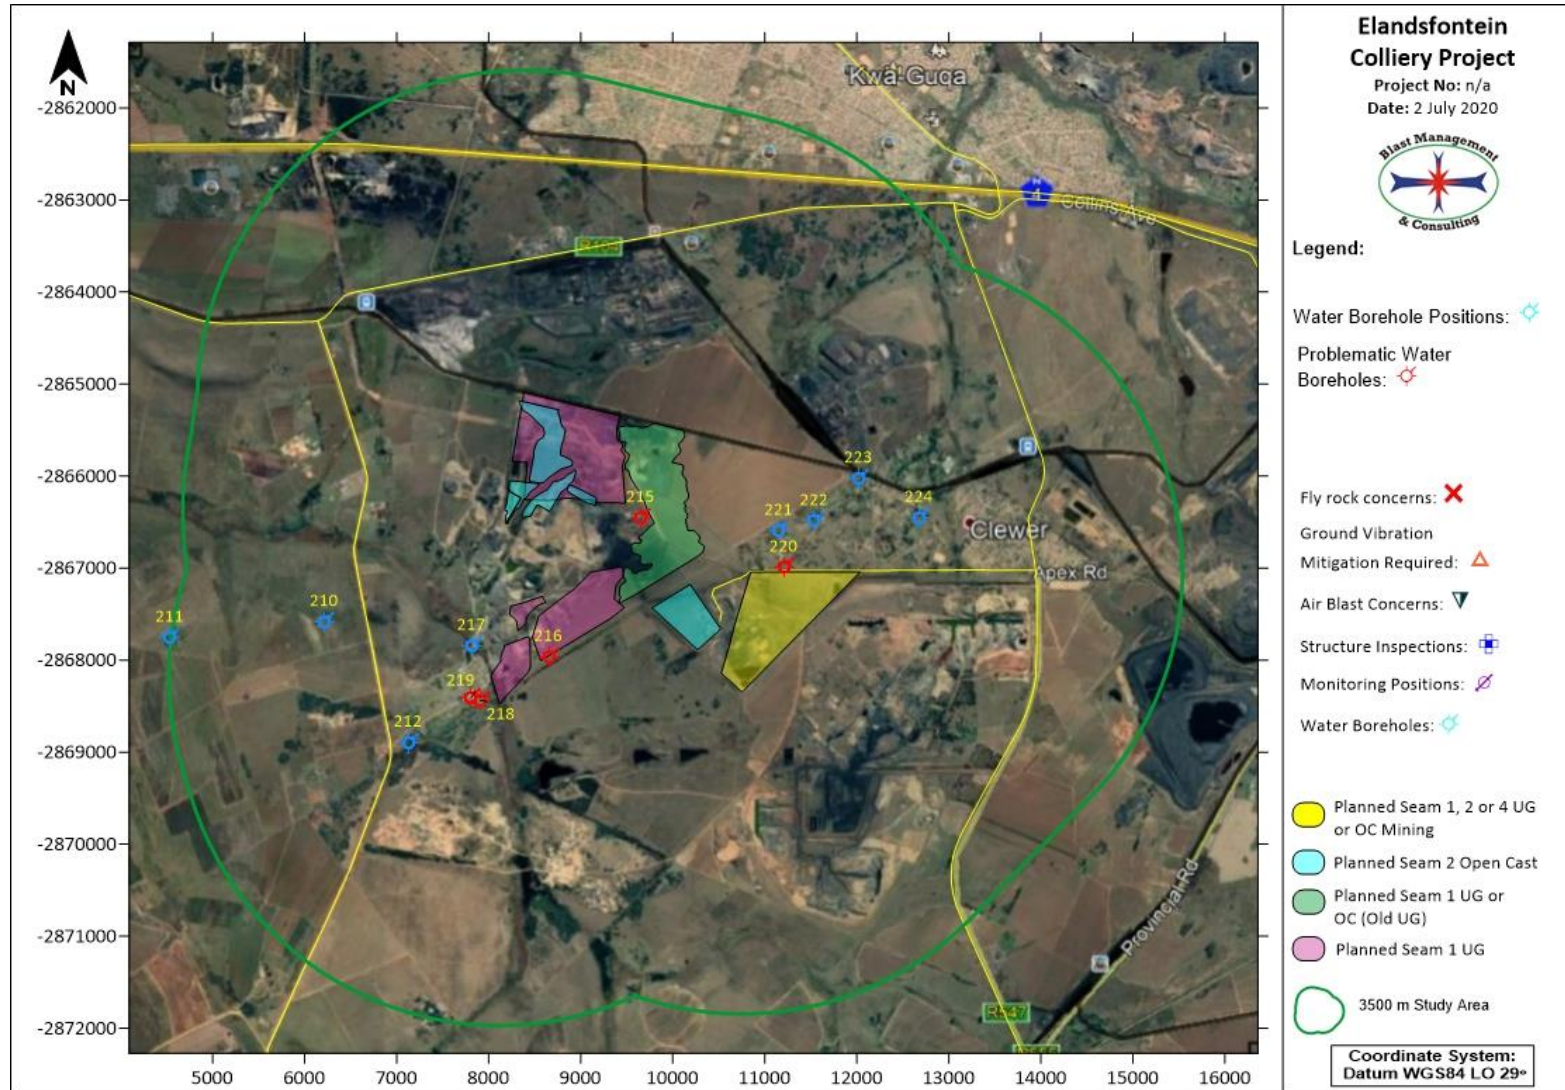 N
-2862000
-2863000
-2864000
-2865000
-2866000
-2867000
-2868000
-2869000
-2870000
-2871000
-2872000
5000
6000
7000
8000
9000
10000
11000
12000
13000
14000
15000
16000
Kwa-Guqa
4
Collins Ave
R104
223
215
221
222
224
Clewer
220
Apex Rd
211
210
217
216
219
218
212
Provincial Rd
R547
Elandsfontein
Colliery Project
Project No: n/a
Date: 2 July 2020
Blast Management
& Consulting
Legend:
Water Borehole Positions:
Problematic Water
Boreholes:
Fly rock concerns:
Ground Vibration
Mitigation Required:
Air Blast Concerns:
Structure Inspections:
Monitoring Positions:
Water Boreholes:
Planned Seam 1, 2 or 4 UG
or OC Mining
Planned Seam 2 Open Cast
Planned Seam 1 UG or
OC (Old UG)
Planned Seam 1 UG
3500 m Study Area
Coordinate System:
Datum WGS84 LO 29°